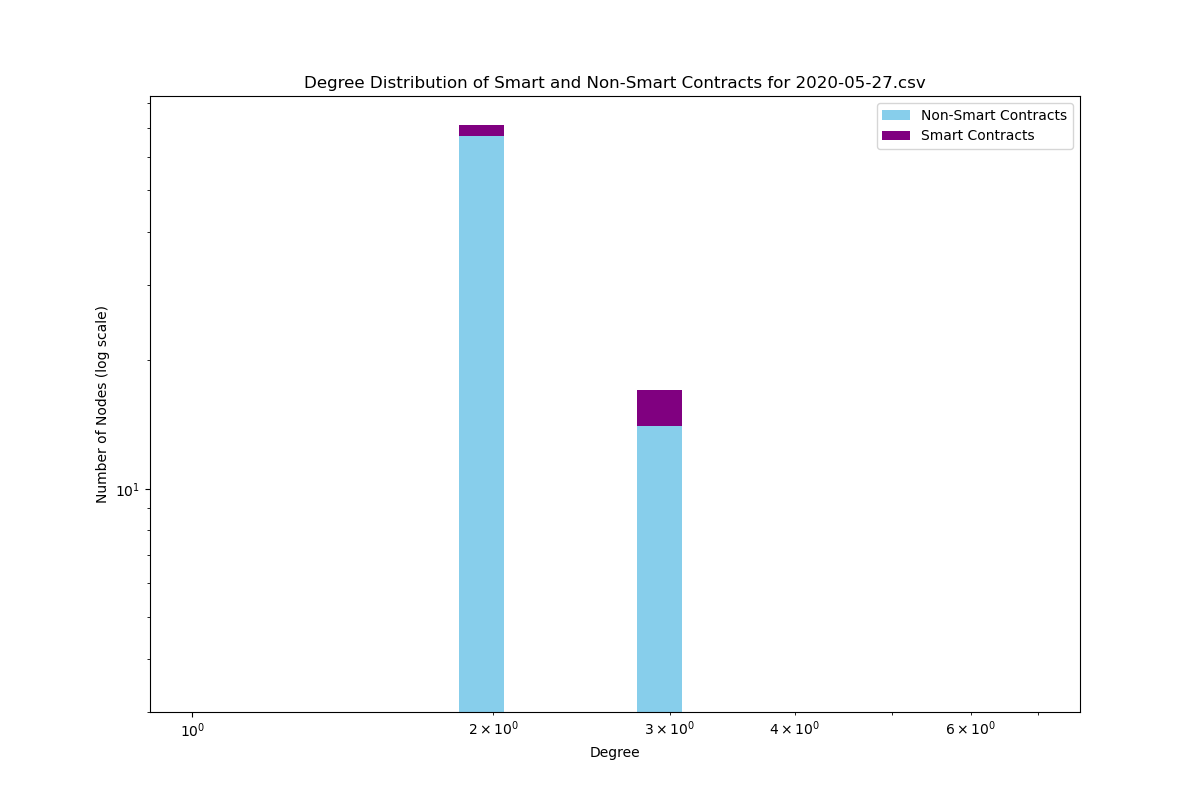 Degree Distribution of Smart and Non-Smart Contracts for 2020-05-27.csv
Non-Smart Contracts
Smart Contracts
Number of Nodes (log scale)
10¹
10⁰
2 × 10⁰
3 × 10⁰
4 × 10⁰
6 × 10⁰
Degree